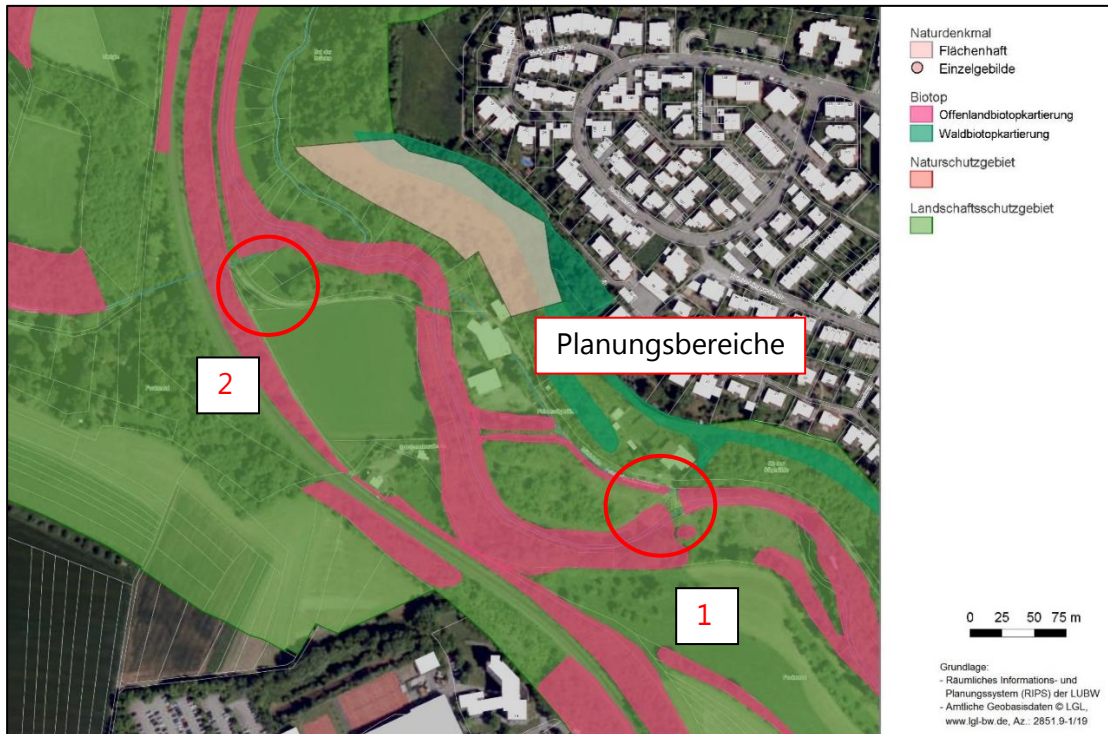 Planungsbereiche
2
1
Naturdenkmal
Flächenhaft
Einzelgebilde
Biotop
Offenlandbiotopkartierung
Waldbiotopkartierung
Naturschutzgebiet
Landschaftsschutzgebiet
0 25 50 75 m
Grundlage:
- Räumliches Informations- und
Planungssystem (RIPS) der LUBW
- Amtliche Geobasisdaten © LGL,
www.lgl-bw.de, Az.: 2851.9-1/19